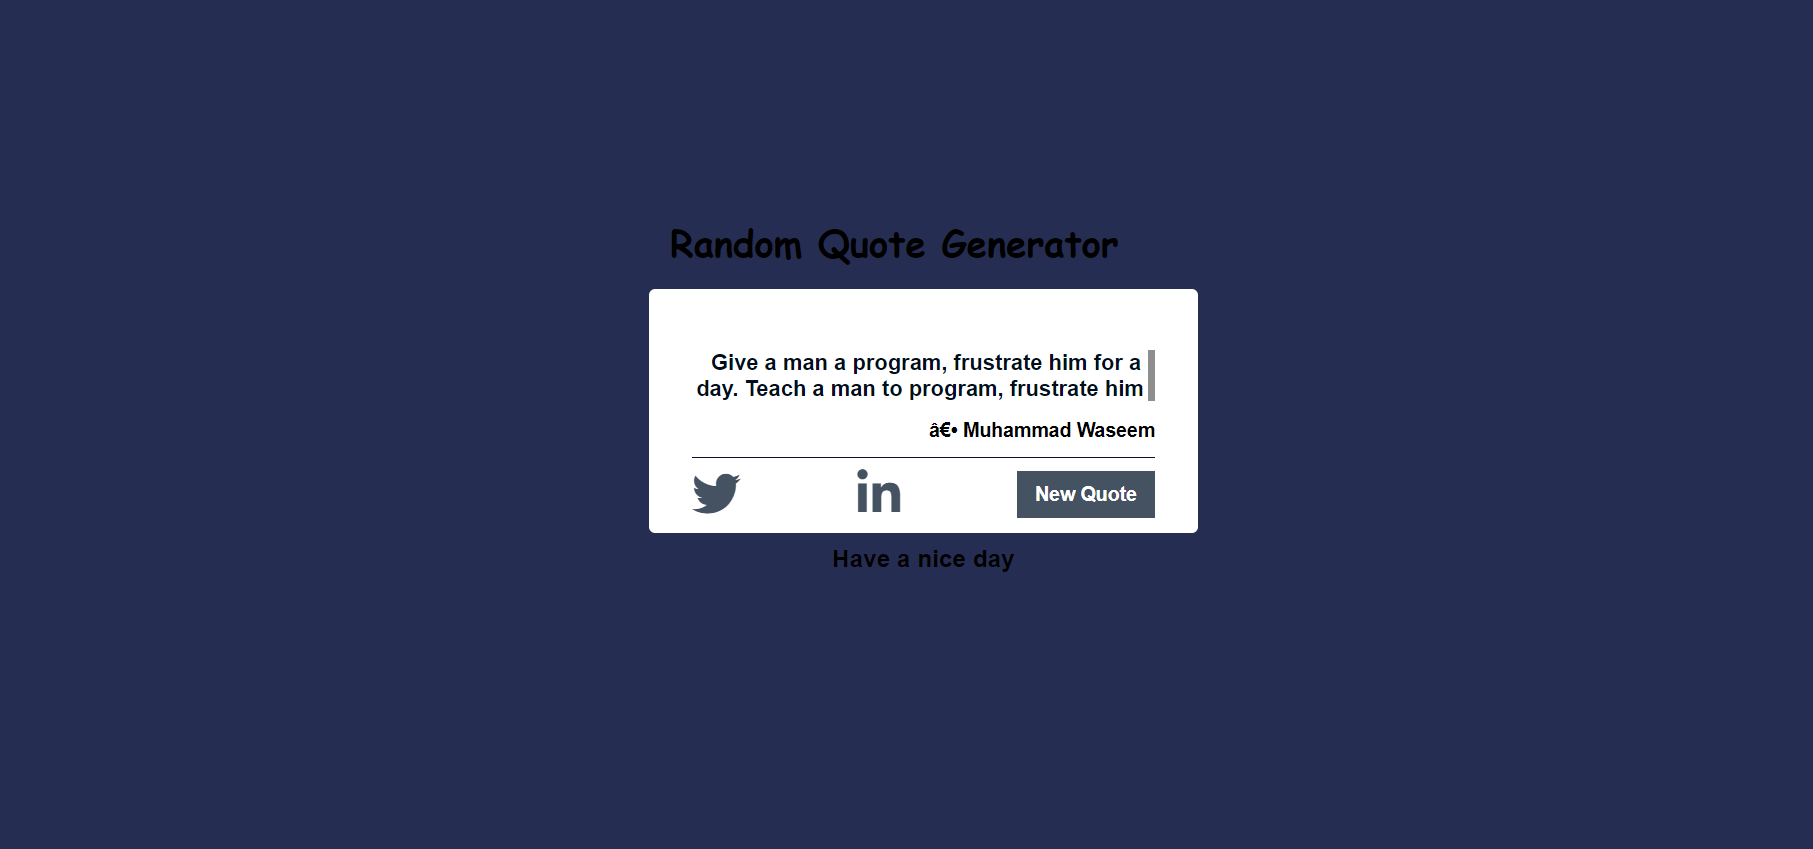 Random Quote Generator
Give a man a program, frustrate him for a
day. Teach a man to program, frustrate him
â€• Muhammad Waseem
in
New Quote
Have a nice day